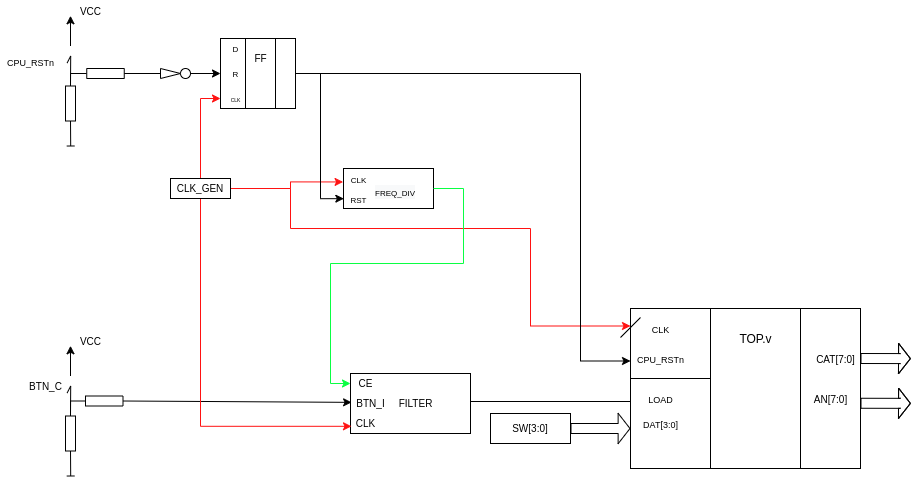 VCC
CPU_RSTn
D
FF
R
CLK
CLK_GEN
CLK
FREQ_DIV
RST
VCC
BTN_C
CE
BTN_I
FILTER
CLK
SW[3:0]
CLK
TOP.v
CPU_RSTn
CAT[7:0]
LOAD
AN[7:0]
DAT[3:0]